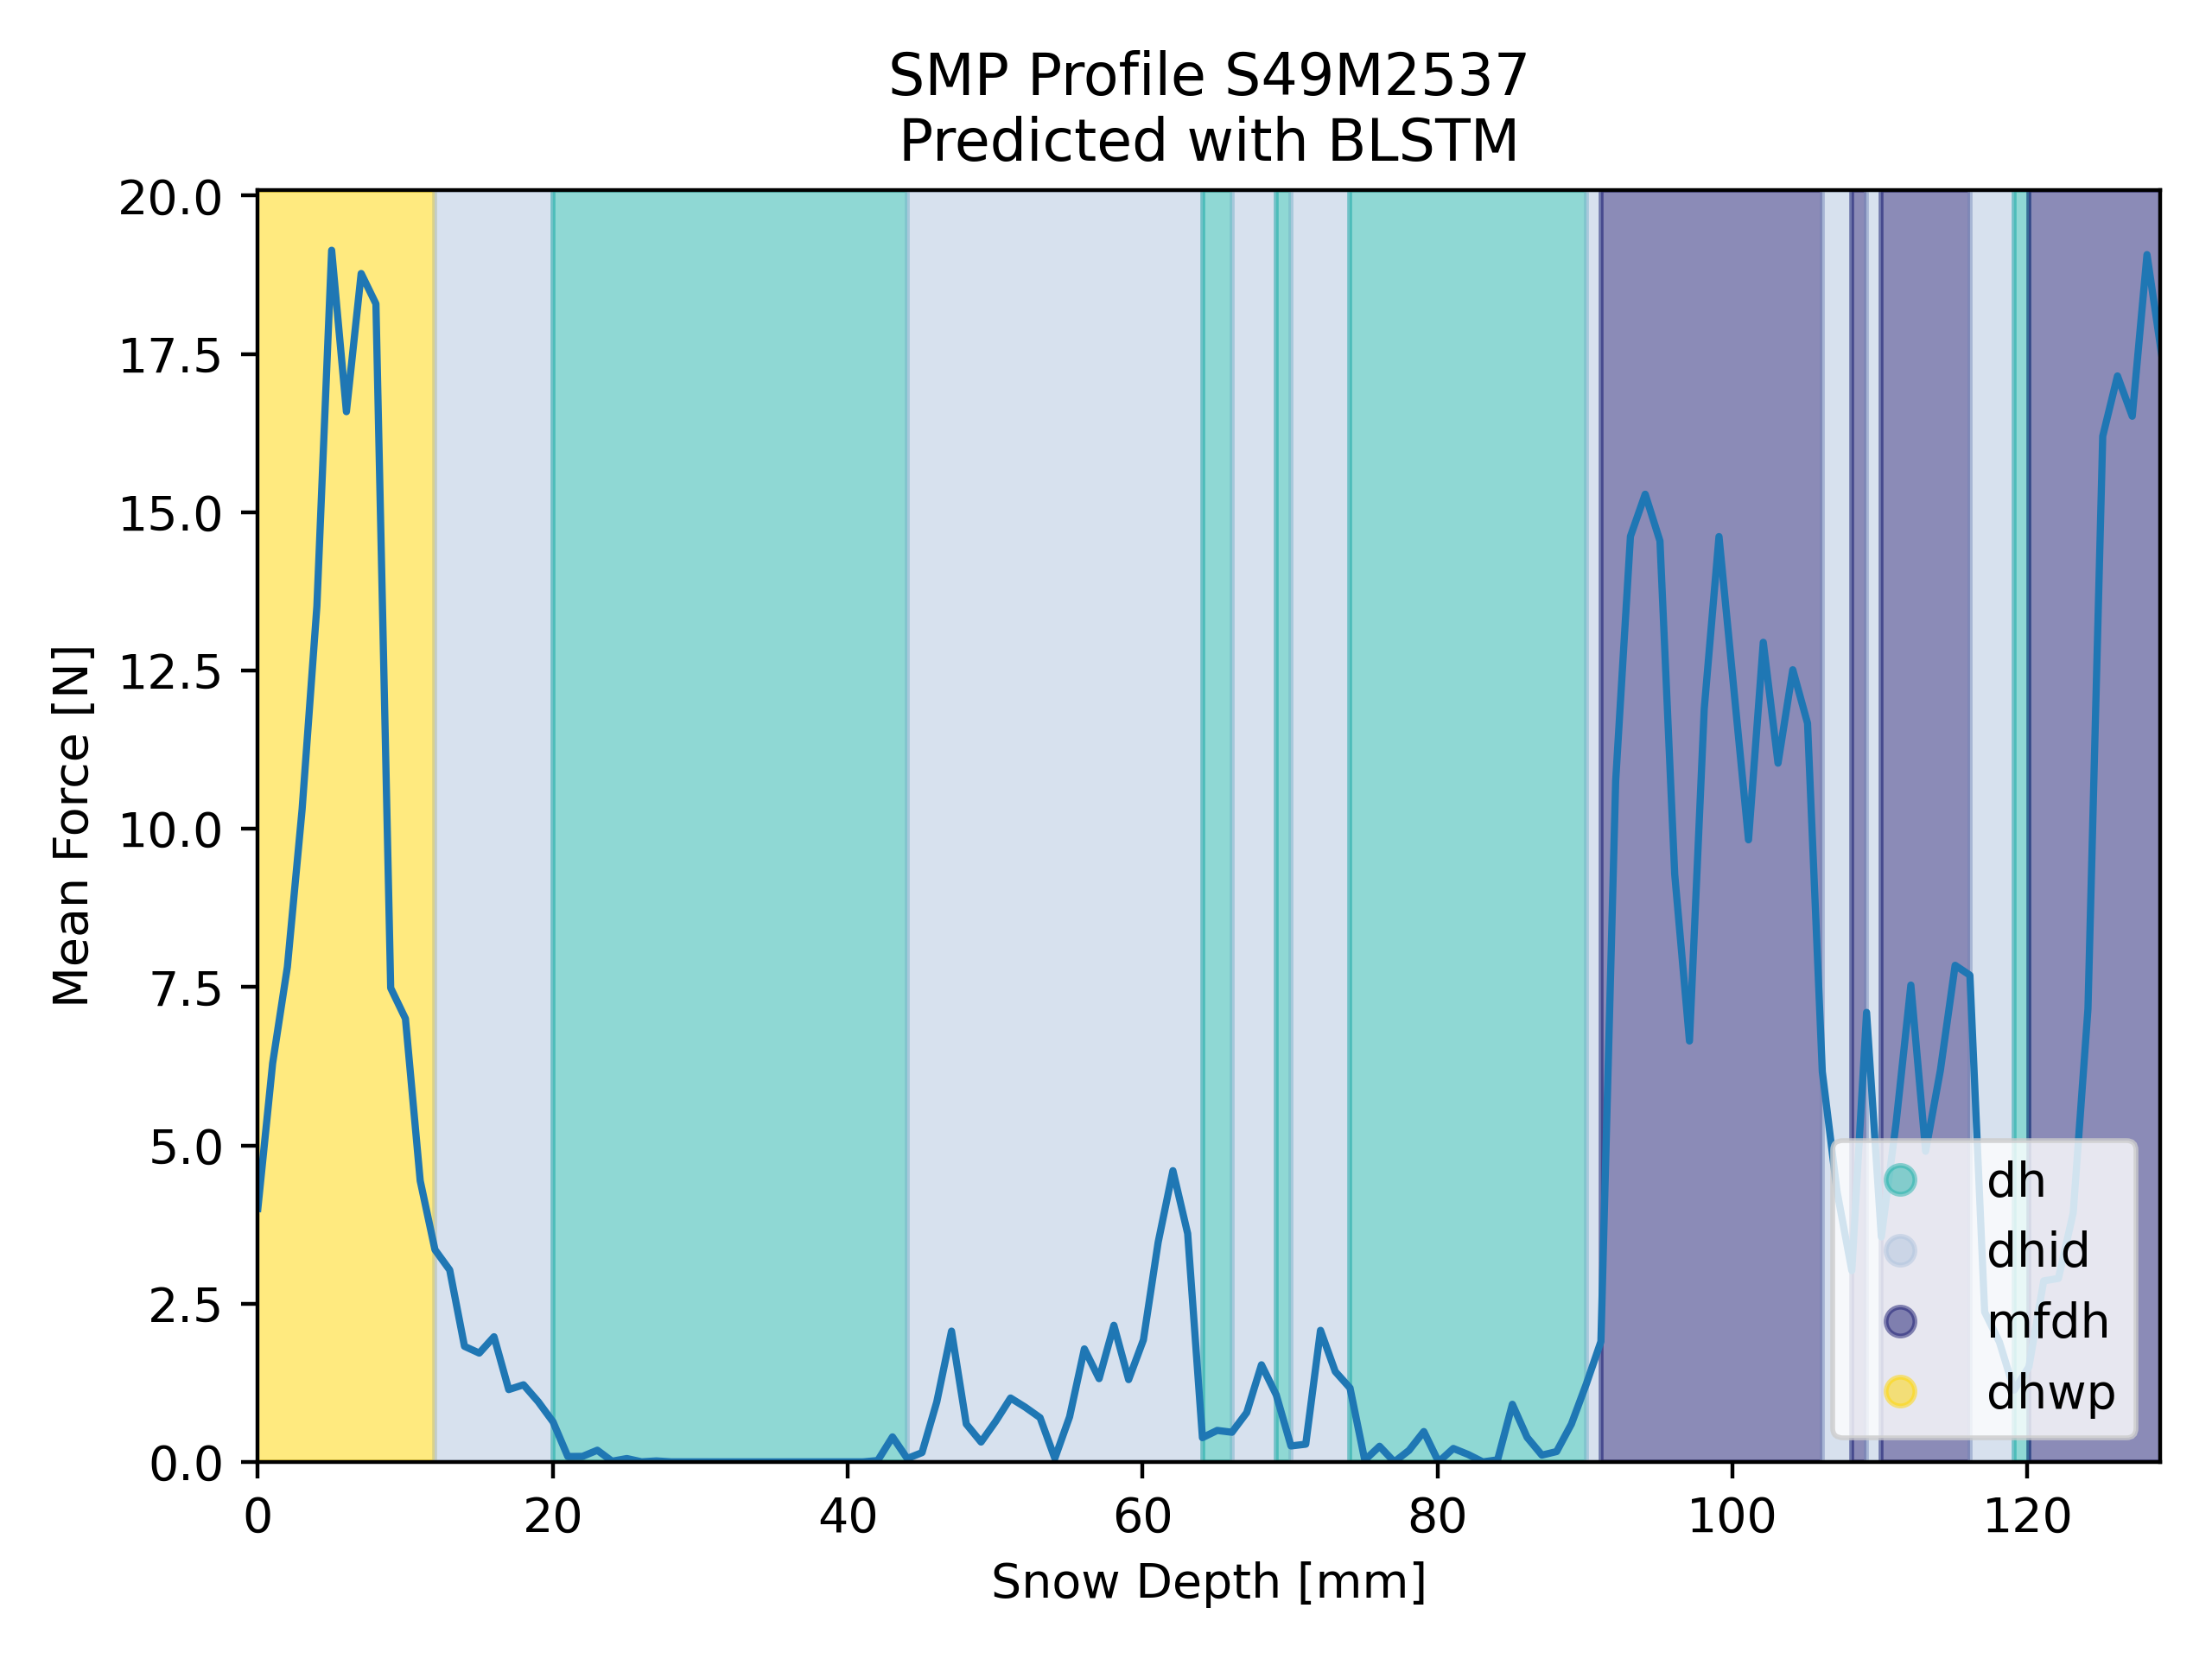 SMP Profile S49M2537
Predicted with BLSTM
Mean Force [N]
20.0
17.5
15.0
12.5
10.0
7.5
5.0
2.5
0.0
dh
dhid
mfdh
dhwp
0 20 40 60 80 100 120
Snow Depth [mm]